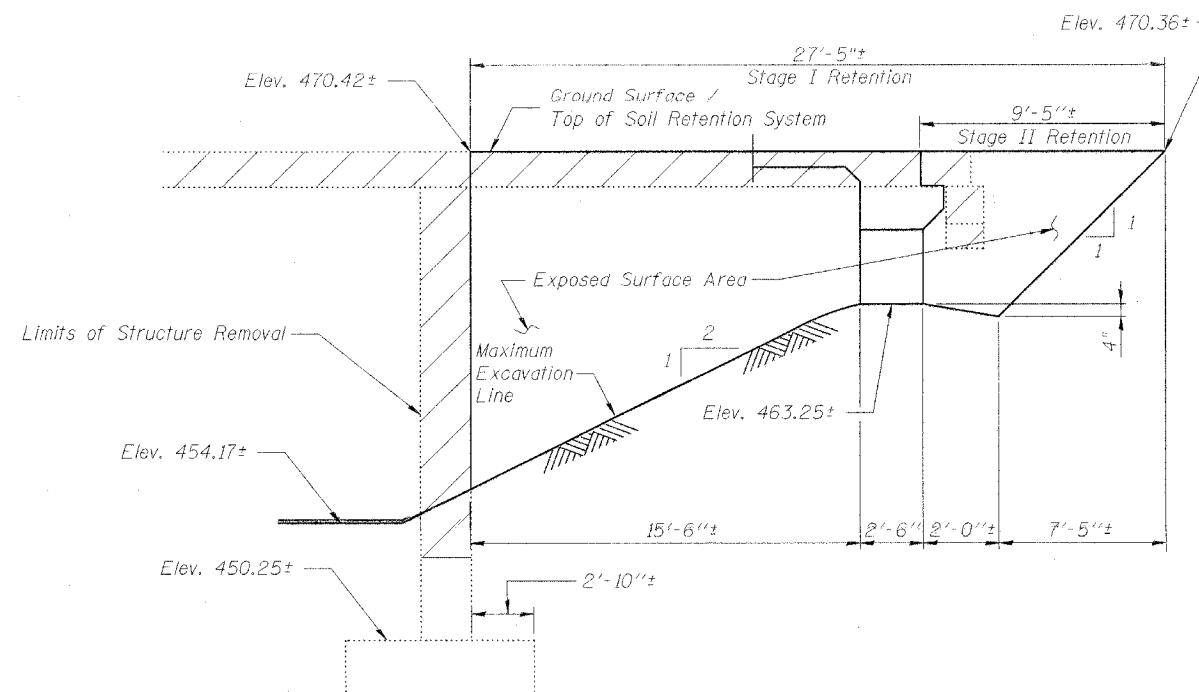 Elev. 470.36±
27'-5"±
Elev. 470.42±
Stage I Retention
Ground Surface /
Top of Soil Retention System
9'-5"±
Stage II Retention
1
1
Exposed Surface Area
Limits of Structure Removal
2
1
Maximum
Excavation
Line
4"
Elev. 463.25±
Elev. 454.17±
15'-6"±
2'-6"
2'-0"±
7'-5"±
Elev. 450.25±
2'-10"±